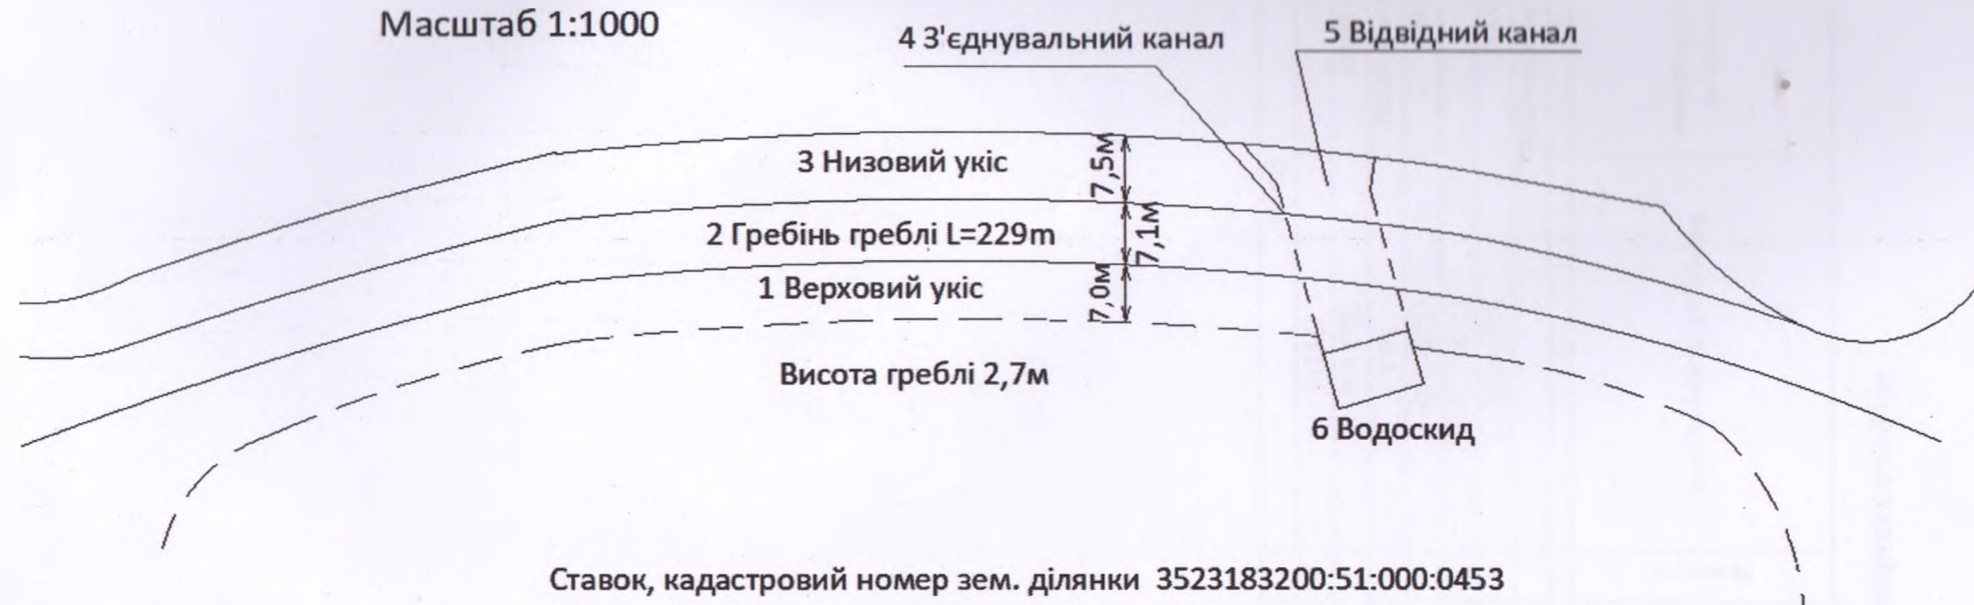 Масштаб 1:1000
4 З'єднувальний канал
5 Відвідний канал
3 Низовий укіс
7,5м
2 Гребінь греблі L=229m
7,1м
1 Верховий укіс
7,0м
Висота греблі 2,7м
6 Водоскид
Ставок, кадастровий номер зем. ділянки 3523183200:51:000:0453